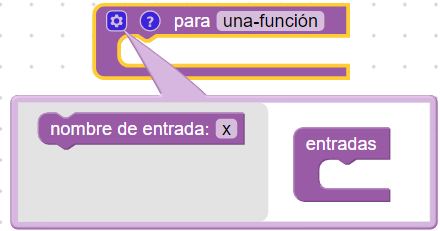 ? para una-función
nombre de entrada: x
entradas